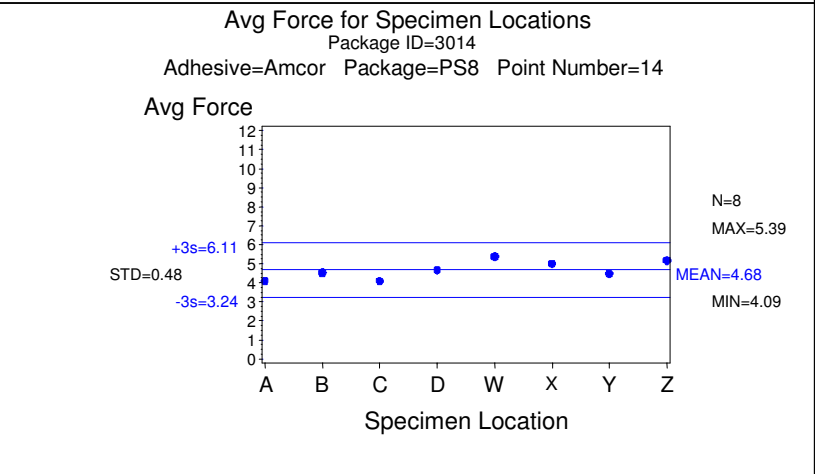 Avg Force for Specimen Locations
Package ID=3014
Adhesive=Amcor Package=PS8 Point Number=14
Avg Force
12
11
10
9
8
7
6
5
4
3
2
1
0
+3s=6.11
STD=0.48
-3s=3.24
N=8
MAX=5.39
MEAN=4.68
MIN=4.09
A B C D W X Y Z
Specimen Location